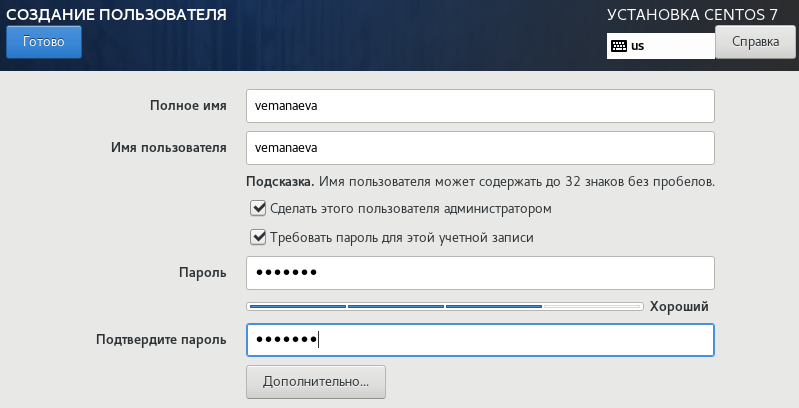 СОЗДАНИЕ ПОЛЬЗОВАТЕЛЯ
УСТАНОВКА CENTOS 7
Готово
us
Справка
Полное имя
vemanaeva
Имя пользователя
vemanaeva
Подсказка. Имя пользователя может содержать до 32 знаков без пробелов.
Сделать этого пользователя администратором
Требовать пароль для этой учетной записи
Пароль
•••••••
Хороший
Подтвердите пароль
•••••••
Дополнительно...